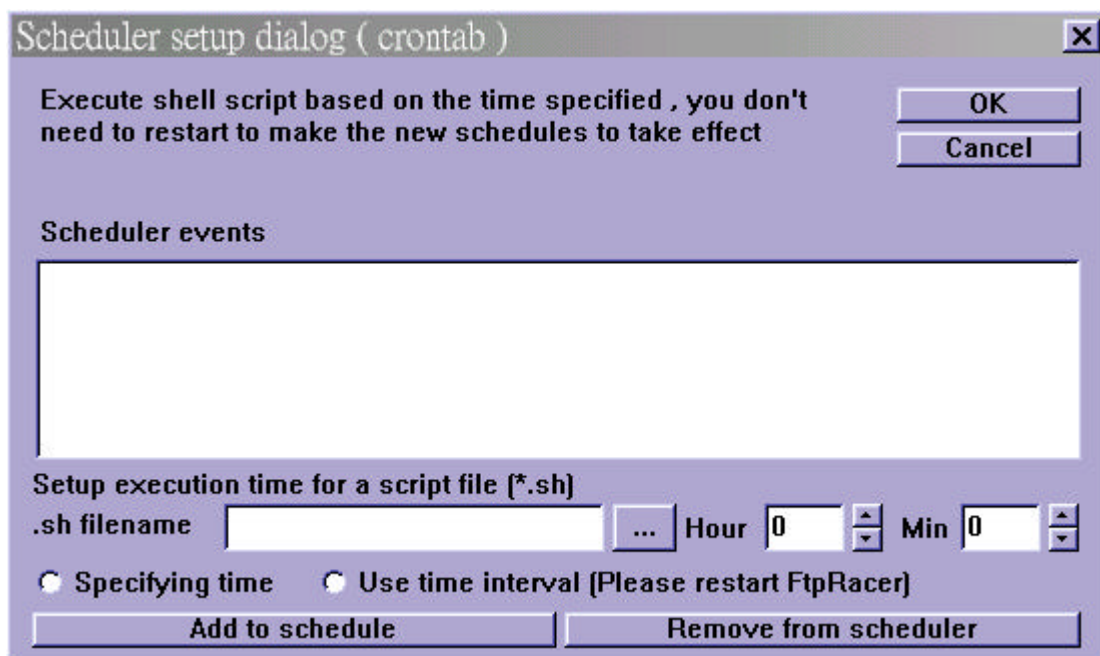 Scheduler setup dialog ( crontab )
Execute shell script based on the time specified , you don't
need to restart to make the new schedules to take effect
OK
Cancel
Scheduler events
Setup execution time for a script file (*.sh)
.sh filename ... Hour 0 Min 0
Specifying time Use time interval (Please restart FtpRacer)
Add to schedule Remove from scheduler